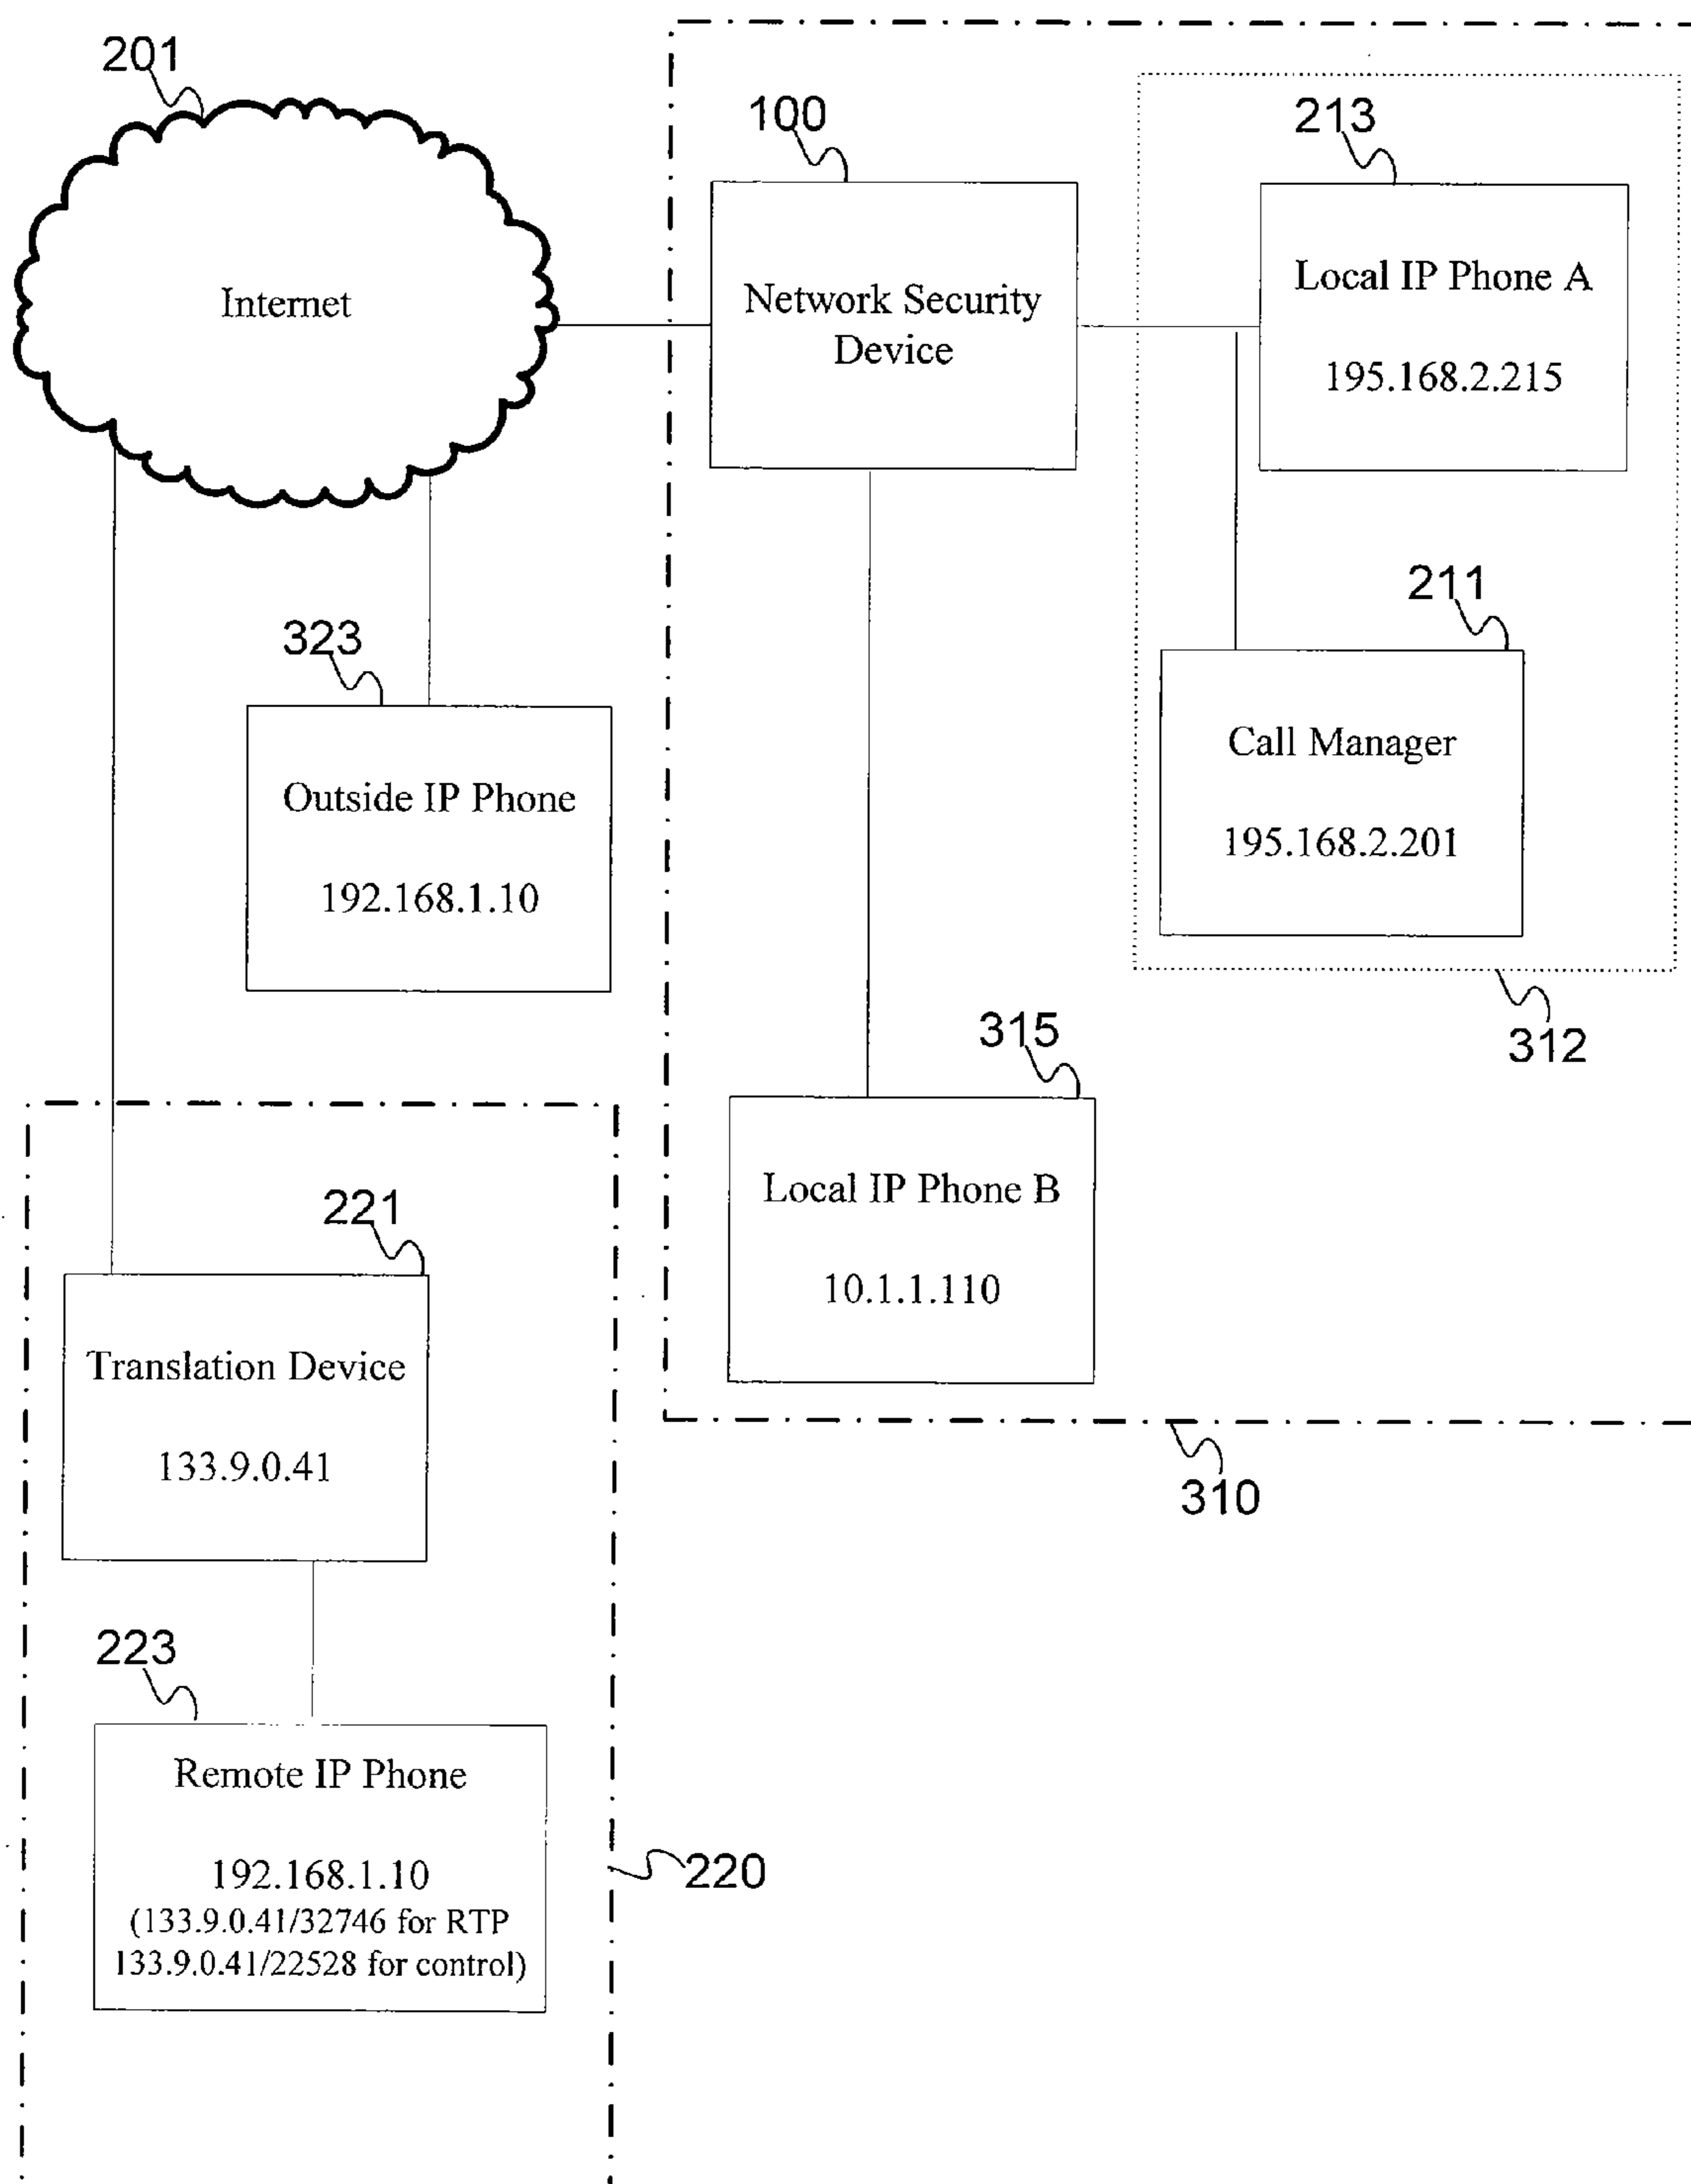 201
Internet
100
Network Security
Device
213
Local IP Phone A
195.168.2.215
211
Call Manager
195.168.2.201
312
323
Outside IP Phone
192.168.1.10
315
Local IP Phone B
10.1.1.110
310
221
Translation Device
133.9.0.41
223
Remote IP Phone
192.168.1.10
(133.9.0.41/32746 for RTP
133.9.0.41/22528 for control)
220